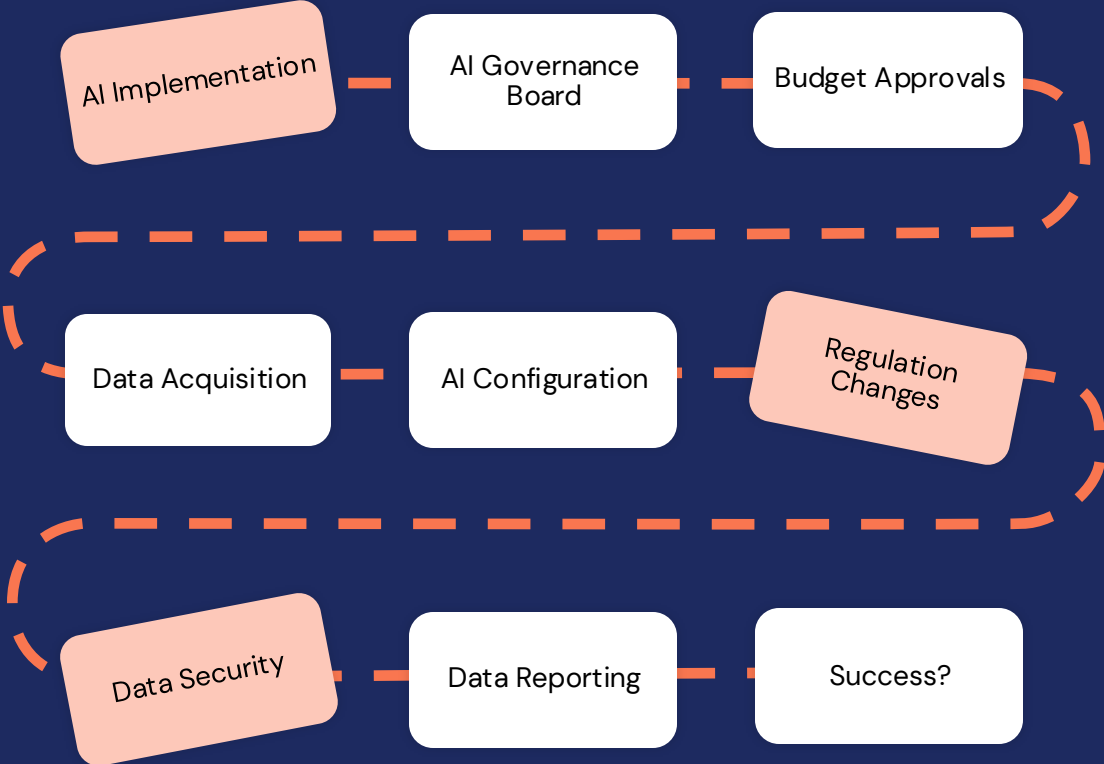 AI Implementation
AI Governance
Board
Budget Approvals
Data Acquisition
AI Configuration
Regulation
Changes
Data Security
Data Reporting
Success?